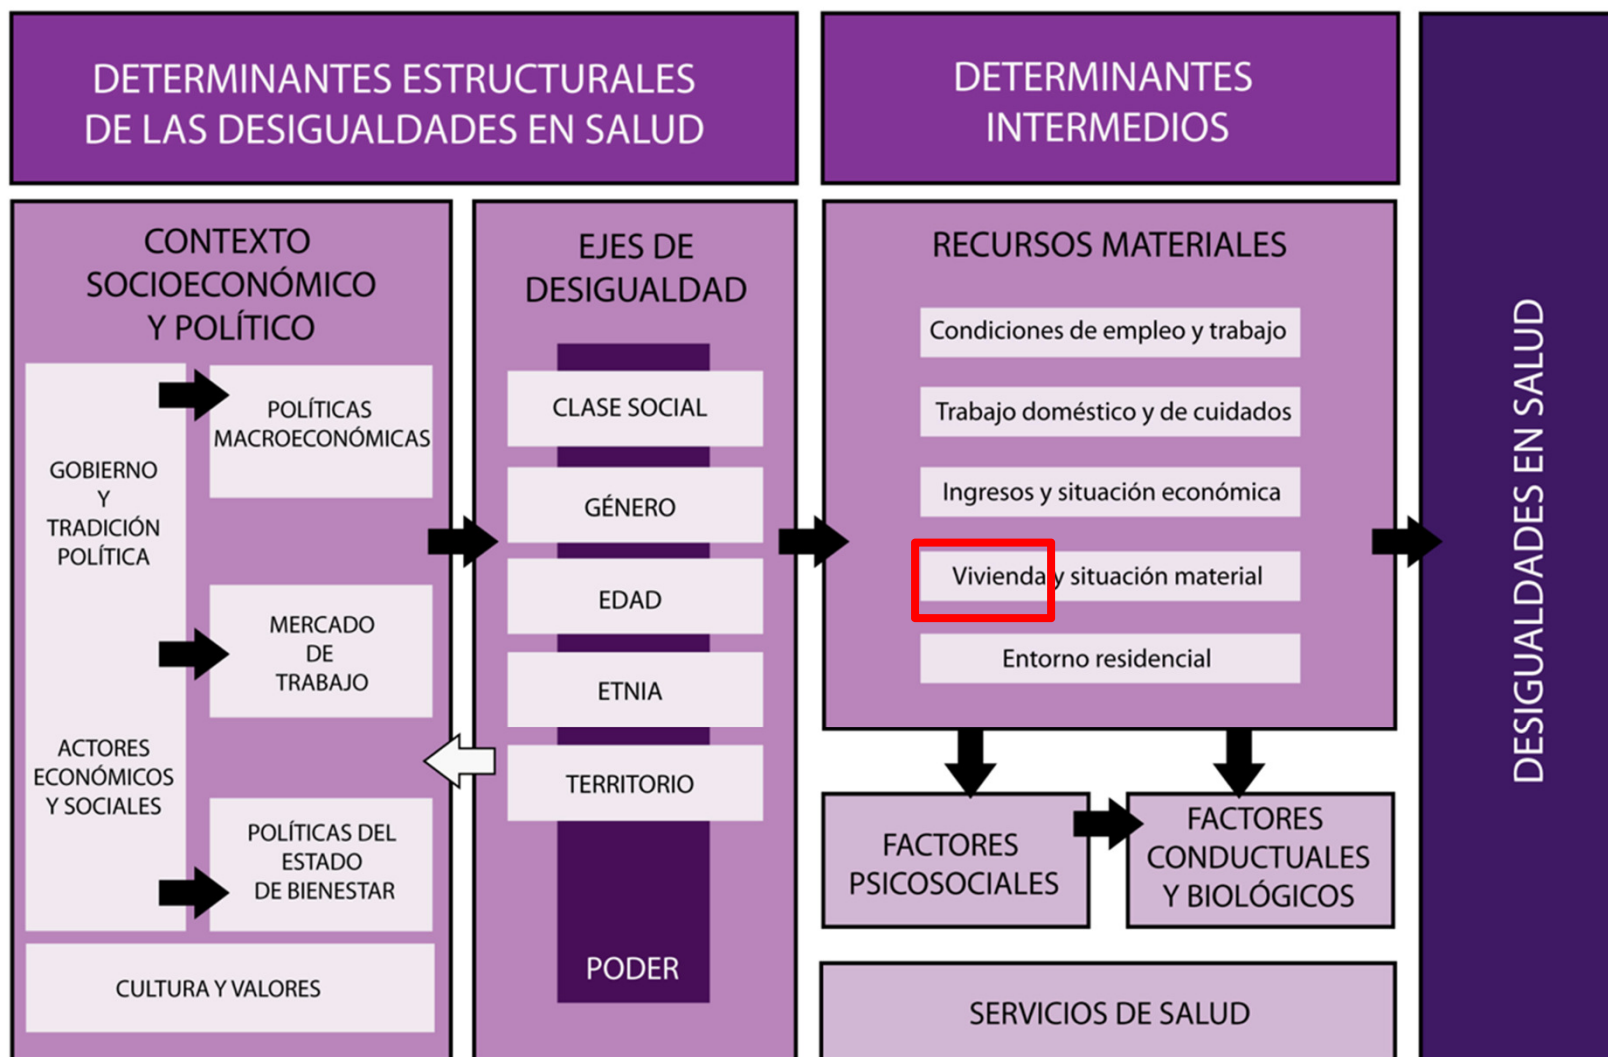 DETERMINANTES ESTRUCTURALES
DE LAS DESIGUALDADES EN SALUD
CONTEXTO
SOCIOECONÓMICO
Y POLÍTICO
GOBIERNO
Y
TRADICIÓN
POLÍTICA
ACTORES
ECONÓMICOS
Y SOCIALES
POLÍTICAS
MACROECONÓMICAS
MERCADO
DE
TRABAJO
POLÍTICAS DEL
ESTADO
DE BIENESTAR
CULTURA Y VALORES
EJES DE
DESIGUALDAD
CLASE SOCIAL
GÉNERO
EDAD
ETNIA
TERRITORIO
PODER
DETERMINANTES
INTERMEDIOS
RECURSOS MATERIALES
Condiciones de empleo y trabajo
Trabajo doméstico y de cuidados
Ingresos y situación económica
Vivienda y situación material
Entorno residencial
FACTORES
PSICOSOCIALES
FACTORES
CONDUCTUALES
Y BIOLÓGICOS
SERVICIOS DE SALUD
DESIGUALDADES EN SALUD